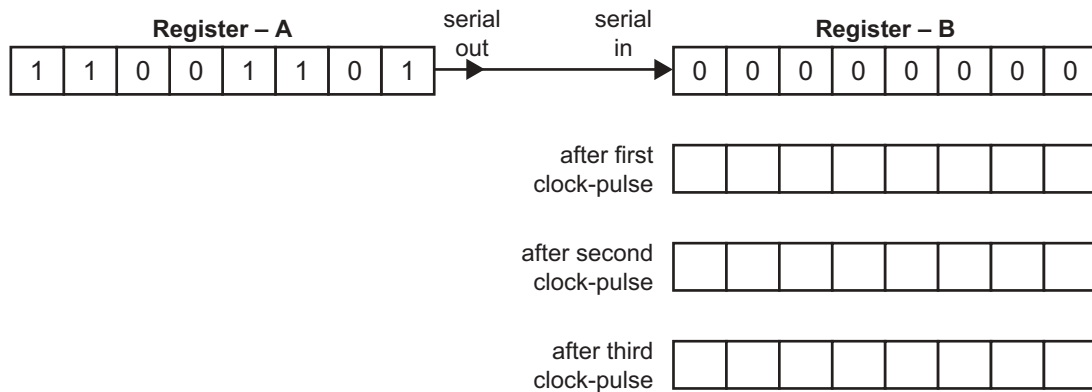 Register – A
serial
out
serial
in
Register – B
1 1 0 0 1 1 0 1
0 0 0 0 0 0 0 0
after first
clock-pulse
after second
clock-pulse
after third
clock-pulse